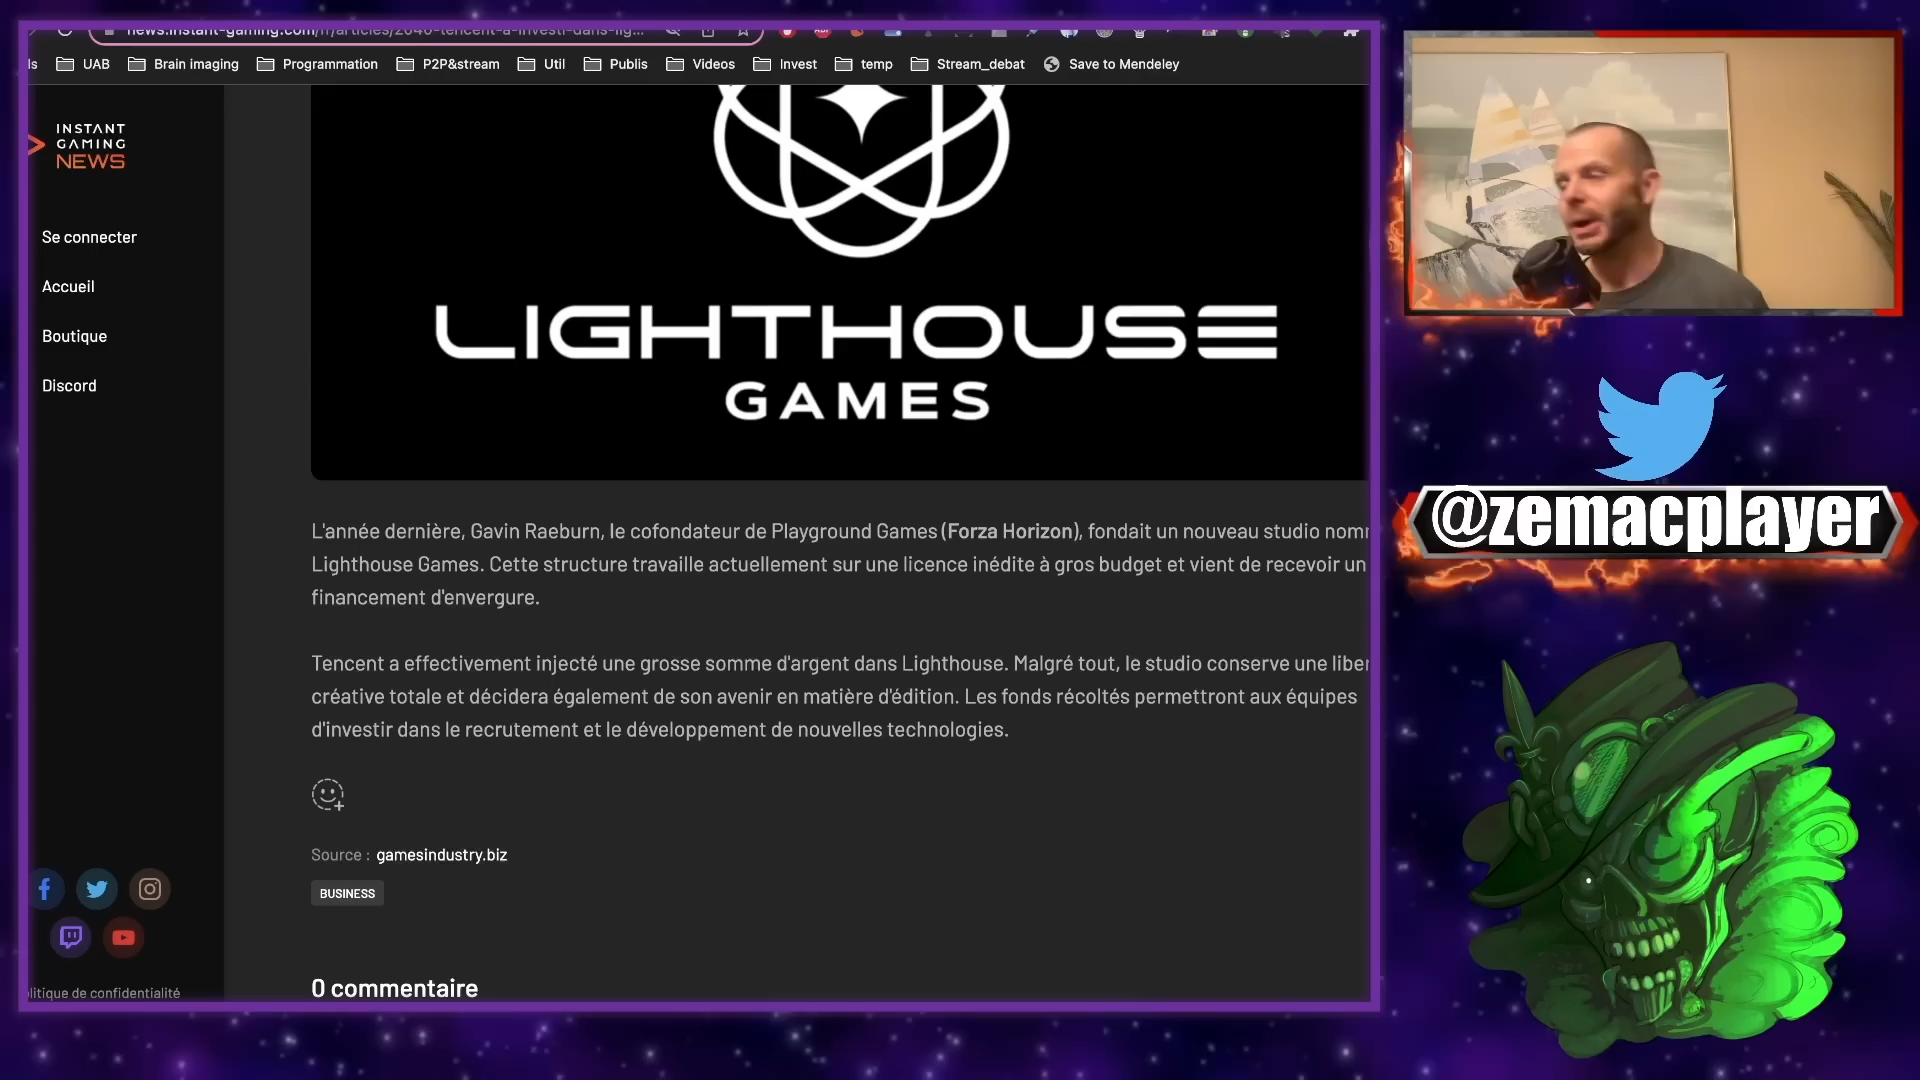 UAB Brain imaging Programmation P2P&stream Util Publis Videos Invest temp Stream_debat Save to Mendeley
INSTANT
GAMING
NEWS
Se connecter
Accueil
Boutique
Discord
LIGHTHOUSE
GAMES
L'année dernière, Gavin Raeburn, le cofondateur de Playground Games (Forza Horizon), fondait un nouveau studio nom
Lighthouse Games. Cette structure travaille actuellement sur une licence inédite à gros budget et vient de recevoir un
financement d'envergure.
Tencent a effectivement injecté une grosse somme d'argent dans Lighthouse. Malgré tout, le studio conserve une liber
créative totale et décidera également de son avenir en matière d'édition. Les fonds récoltés permettront aux équipes
d'investir dans le recrutement et le développement de nouvelles technologies.
Source : gamesindustry.biz
BUSINESS
0 commentaire
litique de confidentialité
@zemacplayer